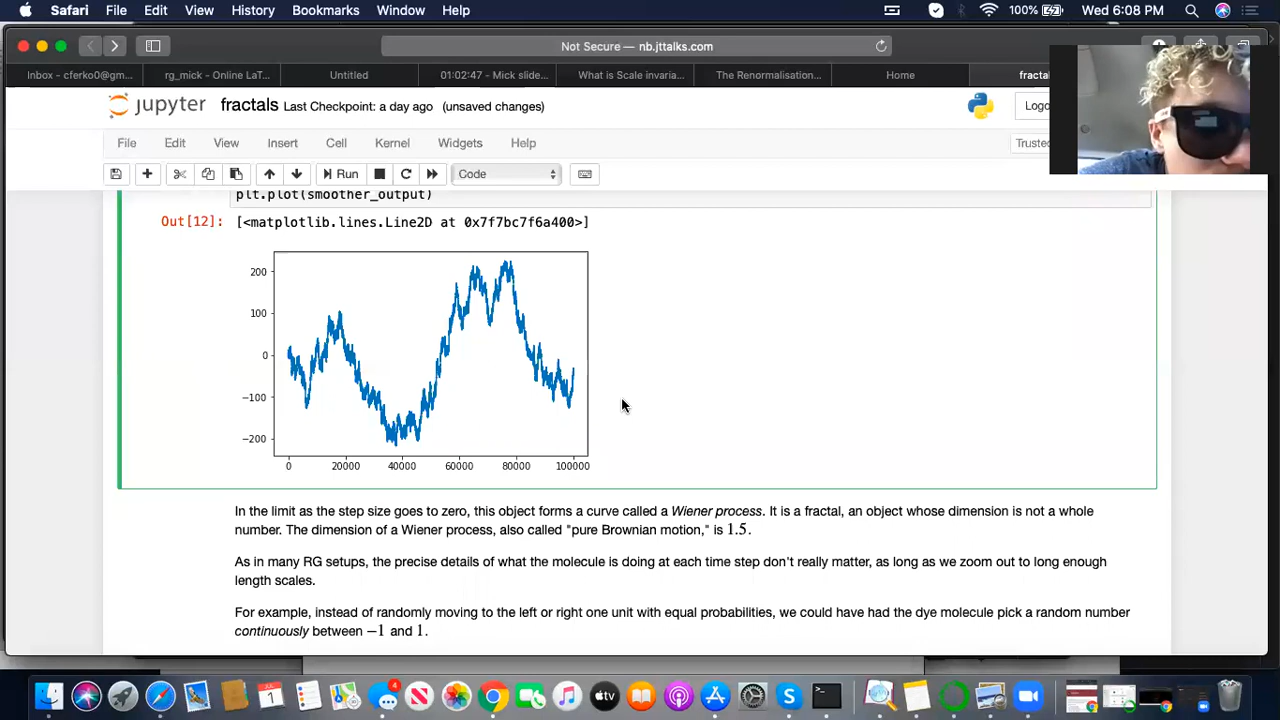 Safari File Edit View History Bookmarks Window Help 100% Wed 6:08 PM
Not Secure — nb.jttalks.com
Inbox - cferko0@gm... rg_mick - Online LaT... Untitled 01:02:47 - Mick slide... What is Scale invaria... The Renormalisation... Home fractals
jupyter fractals Last Checkpoint: a day ago (unsaved changes) Logo
File Edit View Insert Cell Kernel Widgets Help Trusted
Run Code
plt.plot(smoother_output)
Out[12]: [<matplotlib.lines.Line2D at 0x7f7bc7f6a400>]
200
100
0
−100
−200
0 20000 40000 60000 80000 100000
In the limit as the step size goes to zero, this object forms a curve called a Wiener process. It is a fractal, an object whose dimension is not a whole
number. The dimension of a Wiener process, also called "pure Brownian motion," is 1.5.
As in many RG setups, the precise details of what the molecule is doing at each time step don't really matter, as long as we zoom out to long enough
length scales.
For example, instead of randomly moving to the left or right one unit with equal probabilities, we could have had the dye molecule pick a random number
continuously between −1 and 1.
4
1
tv